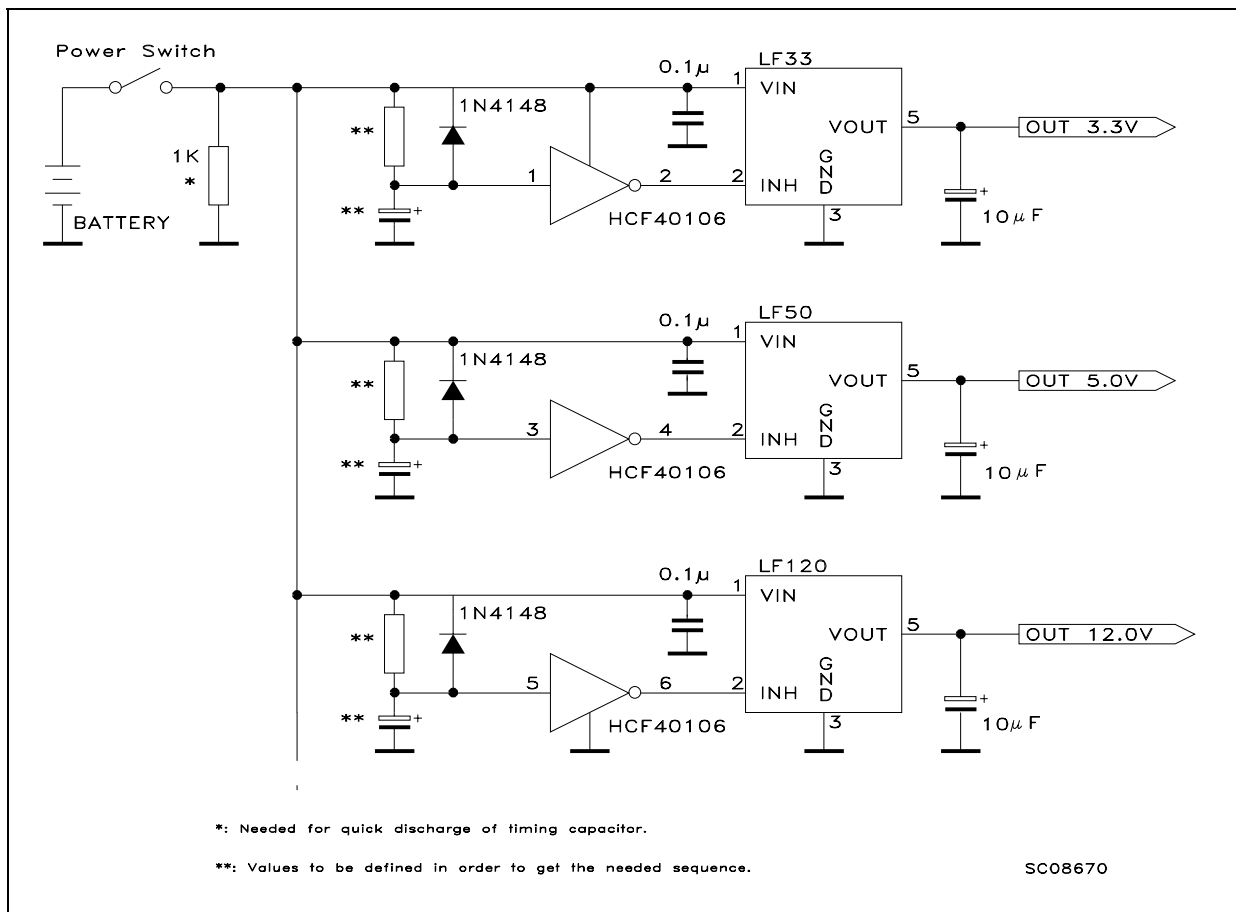 Power Switch
1K
*
BATTERY
**
**
1N4148
1
2
HCF40106
0.1μ
LF33
1
VIN
VOUT
5
GND
2
INH
3
10μF
OUT 3.3V
**
**
1N4148
3
4
HCF40106
0.1μ
LF50
1
VIN
VOUT
5
GND
2
INH
3
10μF
OUT 5.0V
**
**
1N4148
5
6
HCF40106
0.1μ
LF120
1
VIN
VOUT
5
GND
2
INH
3
10μF
OUT 12.0V
+
+
+
+
+
+
*: Needed for quick discharge of timing capacitor.
**: Values to be defined in order to get the needed sequence.
SC08670